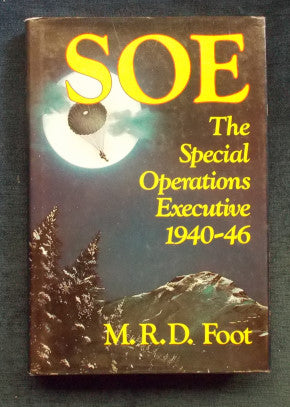 SOE
The
Special
Operations
Executive
1940-46
M.R.D. Foot